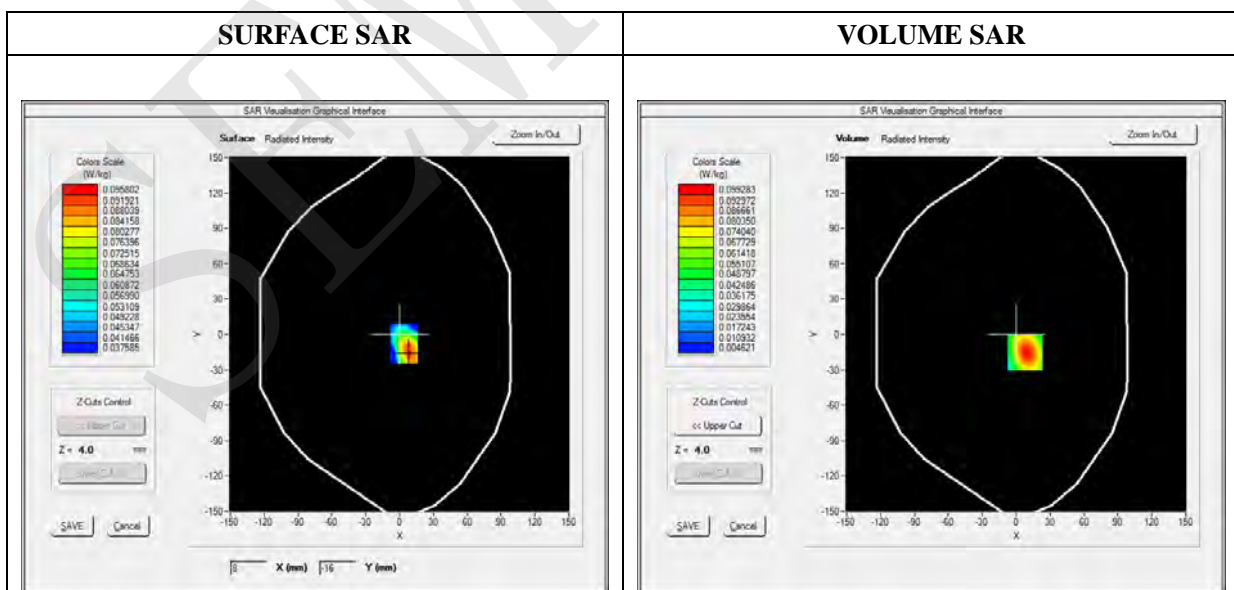 SURFACE SAR
VOLUME SAR
SAR Visualisation Graphical Interface
Surface Radiated Intensity
Zoom In/Out
Colors Scale
(W/kg)
0.095802
0.091921
0.088039
0.084158
0.080277
0.076396
0.072515
0.068634
0.064753
0.060872
0.056990
0.053109
0.049228
0.045347
0.041466
0.037585
150
120
90
60
30
0
-30
-60
-90
-120
-150
Y
-150 -120 -90 -60 -30 0 30 60 90 120 150
X
Z-Cuts Control
<< Upper Cut
Z = 4.0 mm
SAVE Cancel
8 X (mm) -16 Y (mm)
SAR Visualisation Graphical Interface
Volume Radiated Intensity
Zoom In/Out
Colors Scale
(W/kg)
0.099283
0.092972
0.086661
0.080350
0.074040
0.067729
0.061418
0.055107
0.048797
0.042486
0.036175
0.029864
0.023554
0.017243
0.010932
0.004621
150
120
90
60
30
0
-30
-60
-90
-120
-150
Y
-150 -120 -90 -60 -30 0 30 60 90 120 150
X
Z-Cuts Control
<< Upper Cut
Z = 4.0 mm
SAVE Cancel
SEM